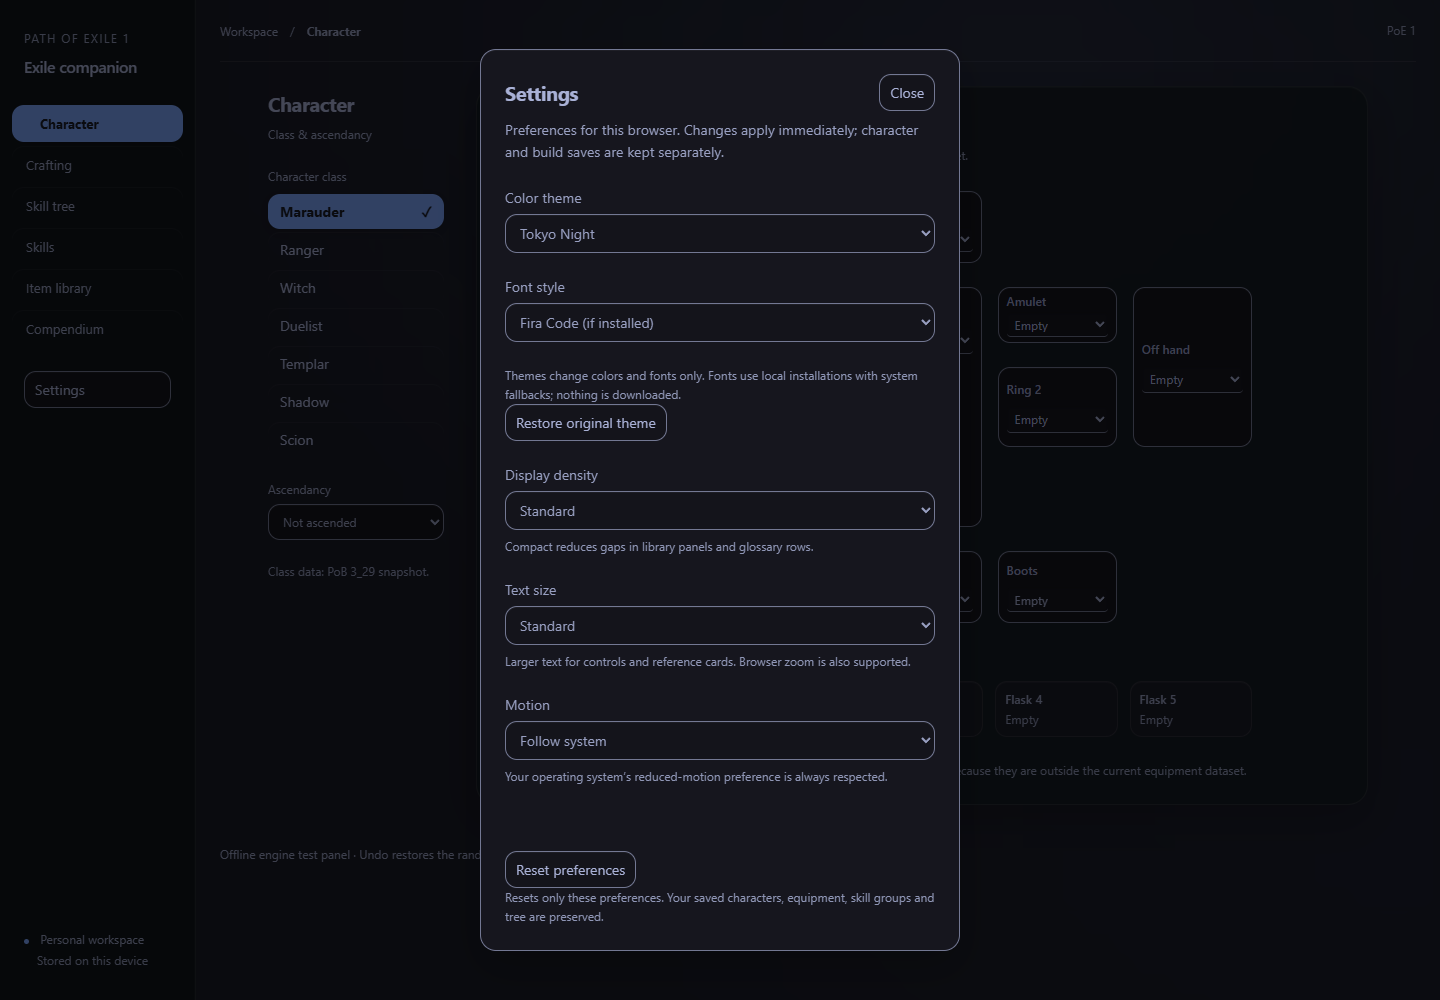 PATH OF EXILE 1
Exile companion
Character
Crafting
Skill tree
Skills
Item library
Compendium
Settings
Personal workspace
Stored on this device
Workspace / Character
PoE 1
Character
Class & ascendancy
Character class
Marauder ✓
Ranger
Witch
Duelist
Templar
Shadow
Scion
Ascendancy
Not ascended
Class data: PoB 3_29 snapshot.
Offline engine test panel · Undo restores the
Settings
Close
Preferences for this browser. Changes apply immediately; character
and build saves are kept separately.
Color theme
Tokyo Night
Font style
Fira Code (if installed)
Themes change colors and fonts only. Fonts use local installations with system
fallbacks; nothing is downloaded.
Restore original theme
Display density
Standard
Compact reduces gaps in library panels and glossary rows.
Text size
Standard
Larger text for controls and reference cards. Browser zoom is also supported.
Motion
Follow system
Your operating system's reduced-motion preference is always respected.
Reset preferences
Resets only these preferences. Your saved characters, equipment, skill groups and
tree are preserved.
Amulet
Empty
Off hand
Empty
Ring 2
Empty
Boots
Empty
Flask 4
Empty
Flask 5
Empty
they are outside the current equipment dataset.